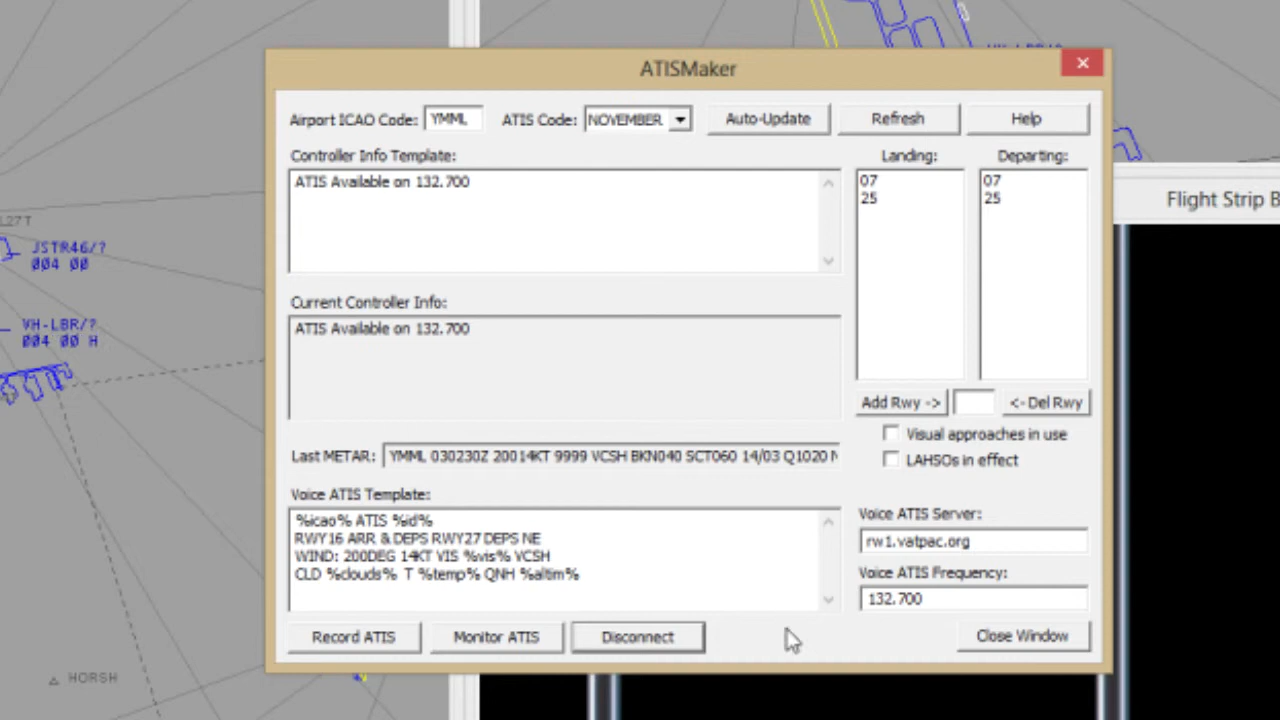 ATISMaker
Airport ICAO Code: YMML ATIS Code: NOVEMBER Auto-Update Refresh Help
Controller Info Template: Landing: Departing:
ATIS Available on 132.700
07 07
25 25
Flight Strip B
L27T
JSTR46/?
004 00
VH-LBR/?
004 00 H
Current Controller Info:
ATIS Available on 132.700
Add Rwy -> <- Del Rwy
Visual approaches in use
LAHSOs in effect
Last METAR: YMML 030230Z 20014KT 9999 VCSH BKN040 SCT060 14/03 Q1020 N
Voice ATIS Template:
%icao% ATIS %id%
RWY16 ARR & DEPS RWY27 DEPS NE
WIND: 200DEG 14KT VIS %vis% VCSH
CLD %clouds% T %temp% QNH %altim%
Voice ATIS Server:
rw1.vatpac.org
Voice ATIS Frequency:
132.700
Record ATIS Monitor ATIS Disconnect Close Window
HORSH